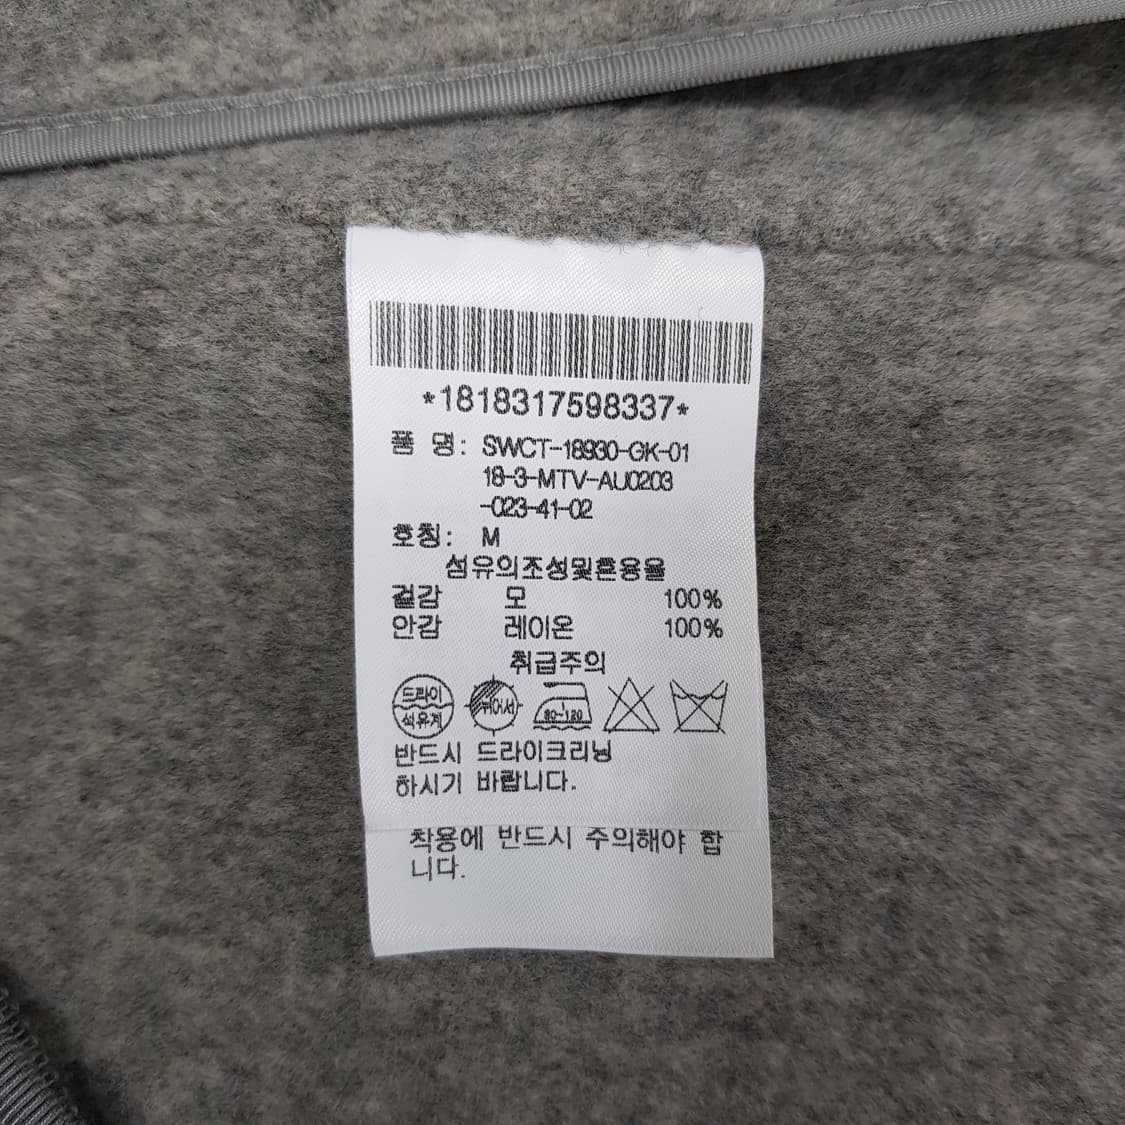 *1818317598337*
품 명: SWCT-18930-GK-01
18-3-MTV-AU0203
-023-41-02
호칭: M
섬유의조성및혼용율
겉감 모 100%
안감 레이온 100%
취급주의
드라이
석유계
뉘어서
80~120
반드시 드라이크리닝
하시기 바랍니다.
착용에 반드시 주의해야 합
니다.